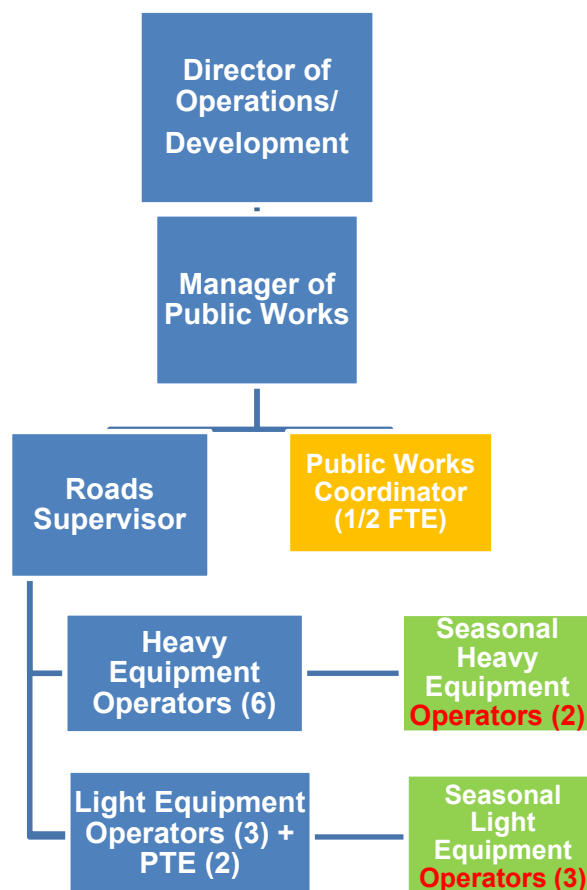 Director of
Operations/
Development
Manager of
Public Works
Roads
Supervisor
Public Works
Coordinator
(1/2 FTE)
Heavy
Equipment
Operators (6)
Seasonal
Heavy
Equipment
Operators (2)
Light Equipment
Operators (3) +
PTE (2)
Seasonal
Light
Equipment
Operators (3)